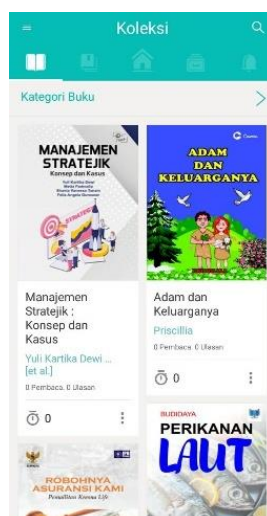 Koleksi
Kategori Buku
MANAJEMEN
STRATEJIK
Konsep dan Kasus
Yuli Kartika Dewi
STRATEGI
ADAM
DAN
KELUARGANYA
Manajemen
Stratejik :
Konsep dan
Kasus
Yuli Kartika Dewi ...
[et al.]
0 Pembaca. 0 Ulasan
0
Adam dan
Keluarganya
Priscillia
0 Pembaca. 0 Ulasan
0
ROBOHNYA
ASURANSI KAMI
BUDIDAYA
PERIKANAN
LAUT